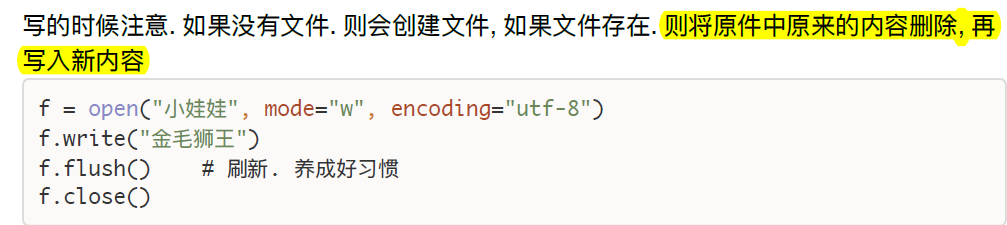 写的时候注意. 如果没有文件. 则会创建文件, 如果文件存在. 则将原件中原来的内容删除, 再
写入新内容
f = open("小娃娃", mode="w", encoding="utf-8")
f.write("金毛狮王")
f.flush()    # 刷新. 养成好习惯
f.close()